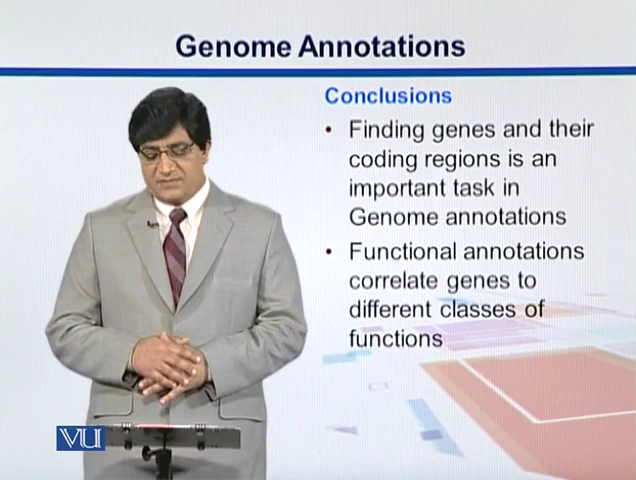 Genome Annotations
Conclusions
• Finding genes and their
coding regions is an
important task in
Genome annotations
• Functional annotations
correlate genes to
different classes of
functions
VU